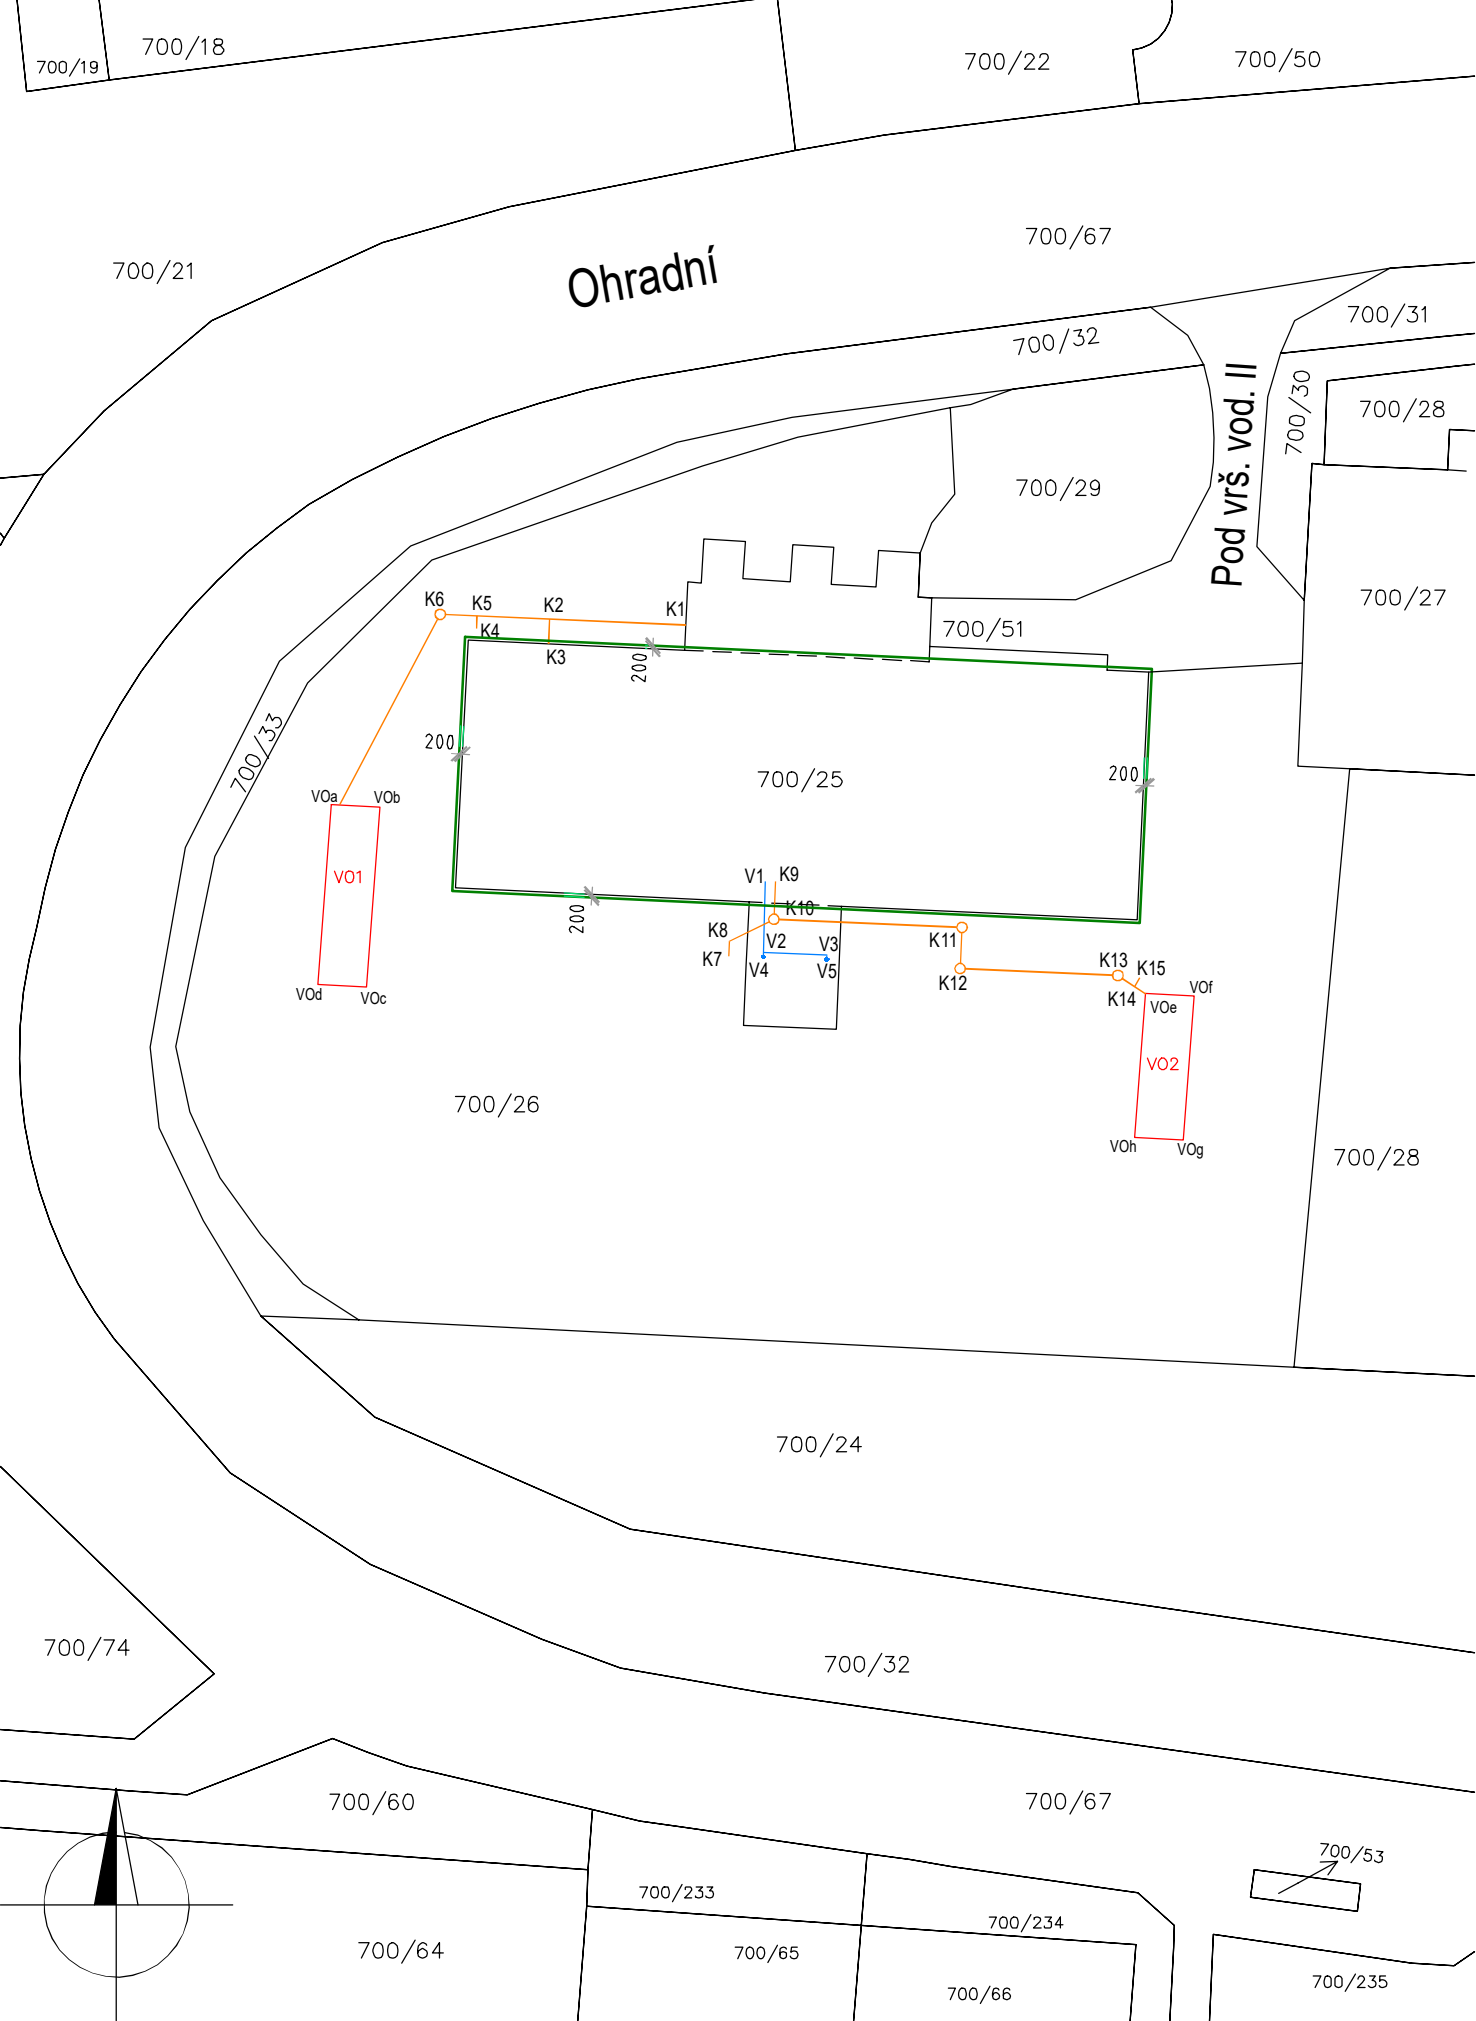 700/18
700/19
700/22
700/50
700/67
700/21
Ohradní
700/31
700/32
Pod vrš. vod. II
700/30
700/28
700/29
700/27
K6
K5
K2
K1
K4
K3
700/51
200
700/33
200
700/25
200
VOa
VOb
VO1
V1
K9
200
K10
K8
K7
V2
V3
V4
V5
K11
K12
K13
K15
K14
VOd
VOc
VOe
VOf
VO2
700/26
VOh
VOg
700/28
700/24
700/74
700/32
700/60
700/67
700/53
700/233
700/234
700/64
700/65
700/66
700/235